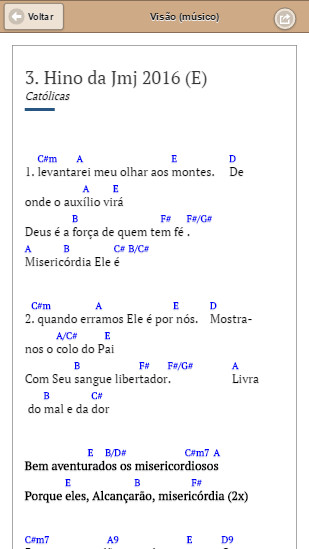 Voltar
Visão (músico)
3. Hino da Jmj 2016 (E)
Católicas
C#m A E D
1. levantarei meu olhar aos montes. De
A E
onde o auxílio virá
B F# F#/G#
Deus é a força de quem tem fé .
A B C# B/C#
Misericórdia Ele é
C#m A E D
2. quando erramos Ele é por nós. Mostra-
A/C# E
nos o colo do Pai
B F# F#/G# A
Com Seu sangue libertador. Livra
B C#
do mal e da dor
E B/D# C#m7 A
Bem aventurados os misericordiosos
E B F#
Porque eles, Alcançarão, misericórdia (2x)
C#m7 A9 E D9